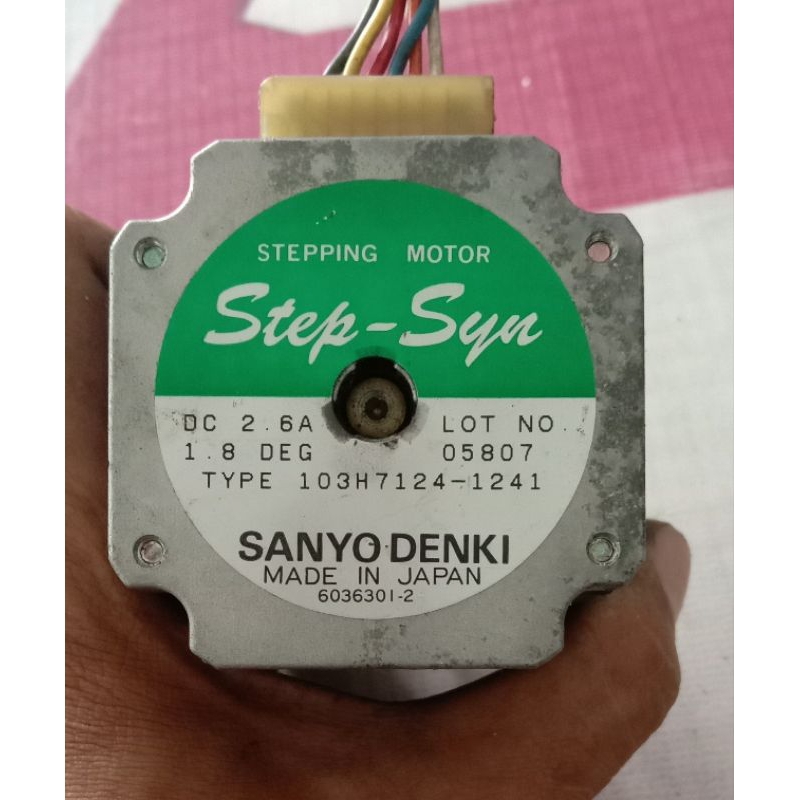 STEPPING MOTOR
Step-Syn
DC 2.6A LOT NO.
1.8 DEG 05807
TYPE 103H7124-1241
SANYO DENKI
MADE IN JAPAN
6036301-2